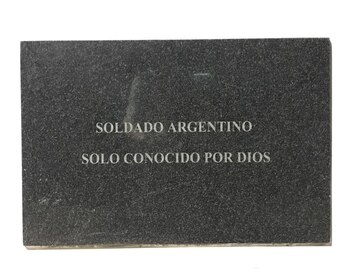 SOLDADO ARGENTINO
SOLO CONOCIDO POR DIOS